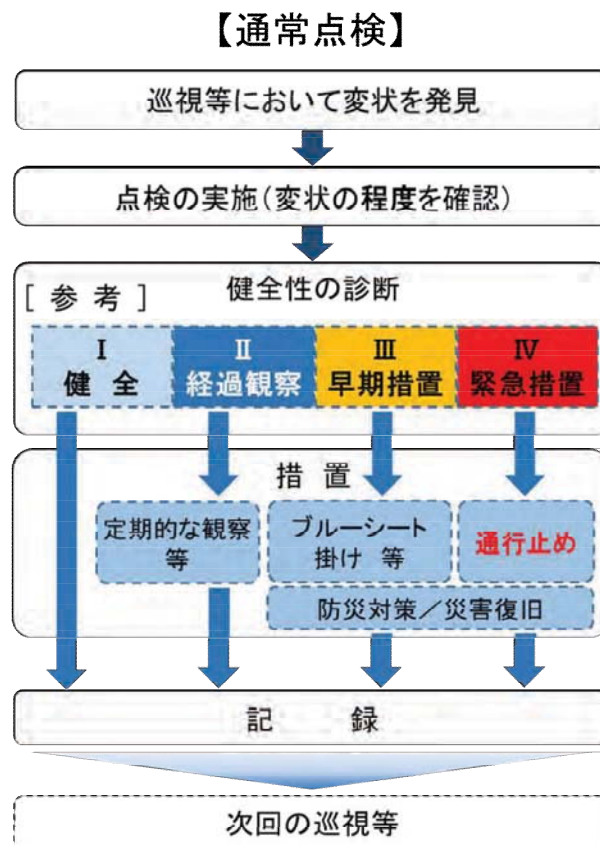 【通常点検】
巡視等において変状を発見
点検の実施（変状の程度を確認）
健全性の診断
［ 参 考 ］
Ⅰ
健 全
Ⅱ
経過観察
Ⅲ
早期措置
Ⅳ
緊急措置
措 置
定期的な観察
等
ブルーシート
掛け 等
通行止め
防災対策／災害復旧
記 録
次回の巡視等